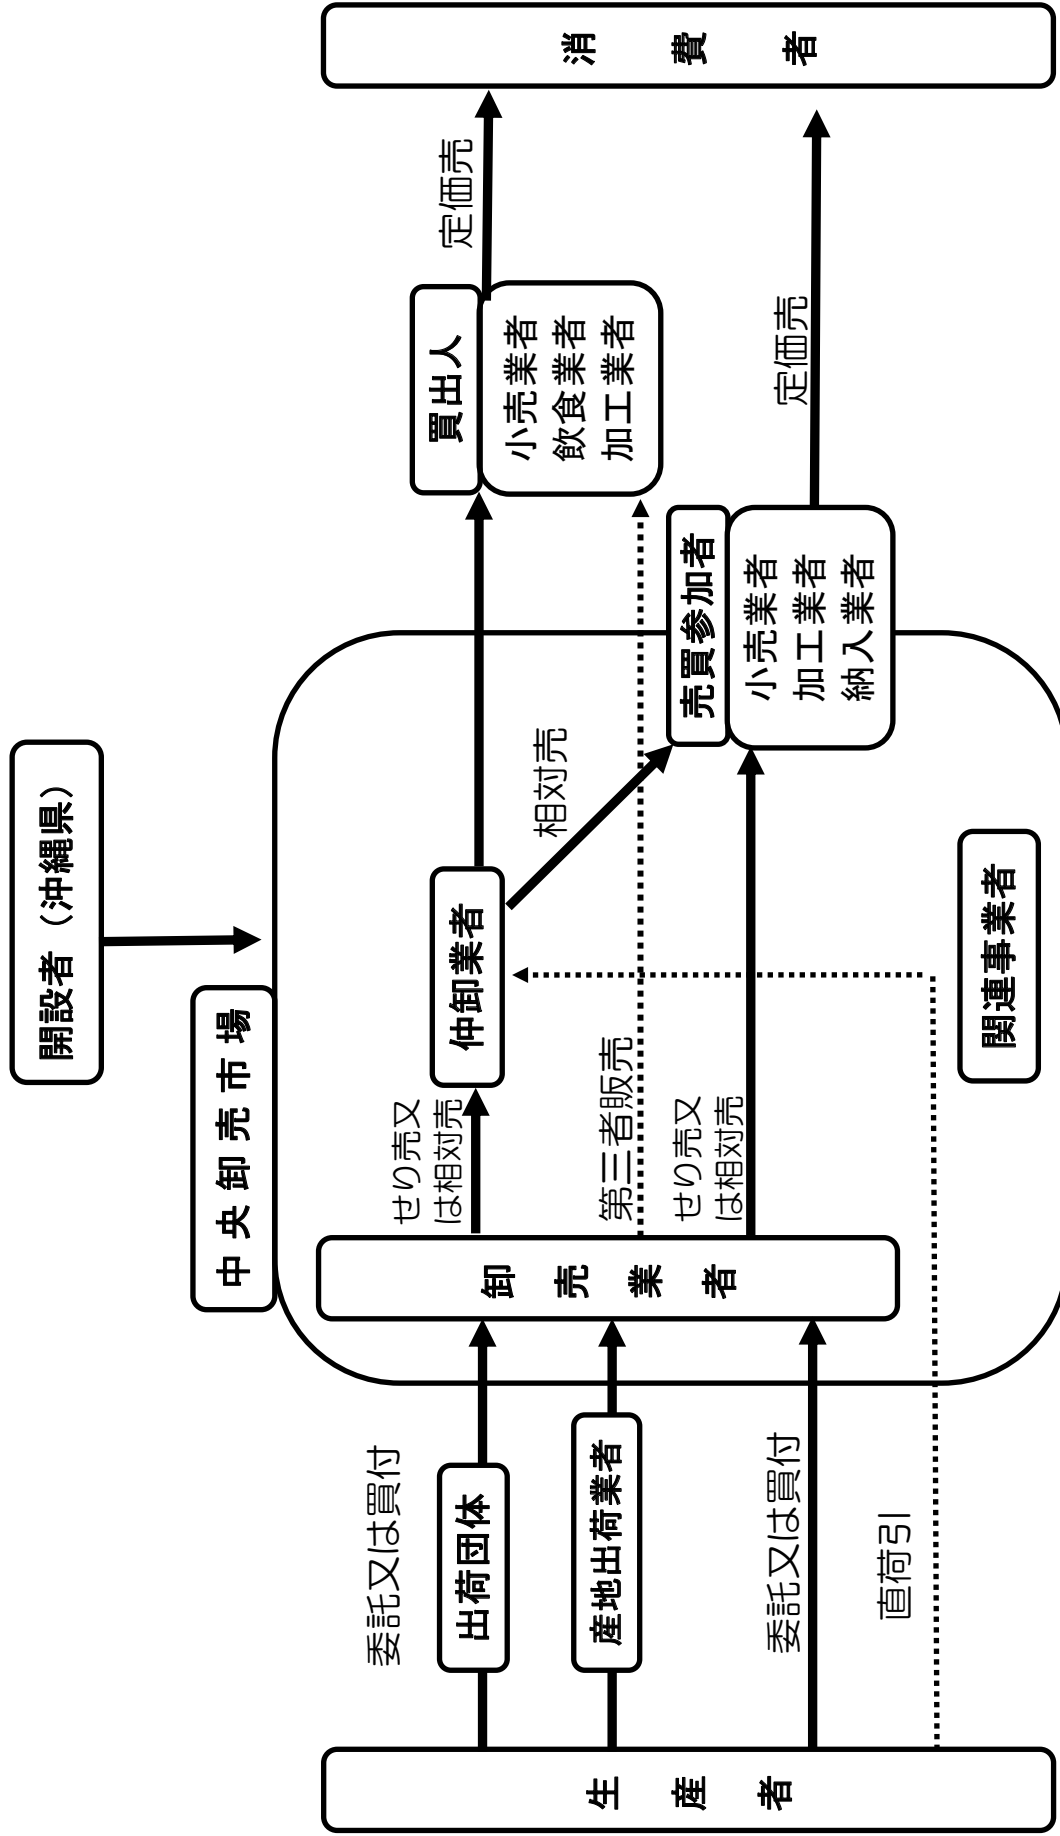 開設者（沖縄県）
中央卸売市場
生産者
委託又は買付
出荷団体
産地出荷業者
委託又は買付
直荷引
卸売業者
せり売又
は相対売
第三者販売
せり売又
は相対売
仲卸業者
相対売
関連事業者
買出人
小売業者
飲食業者
加工業者
売買参加者
小売業者
加工業者
納入業者
定価売
定価売
消費者